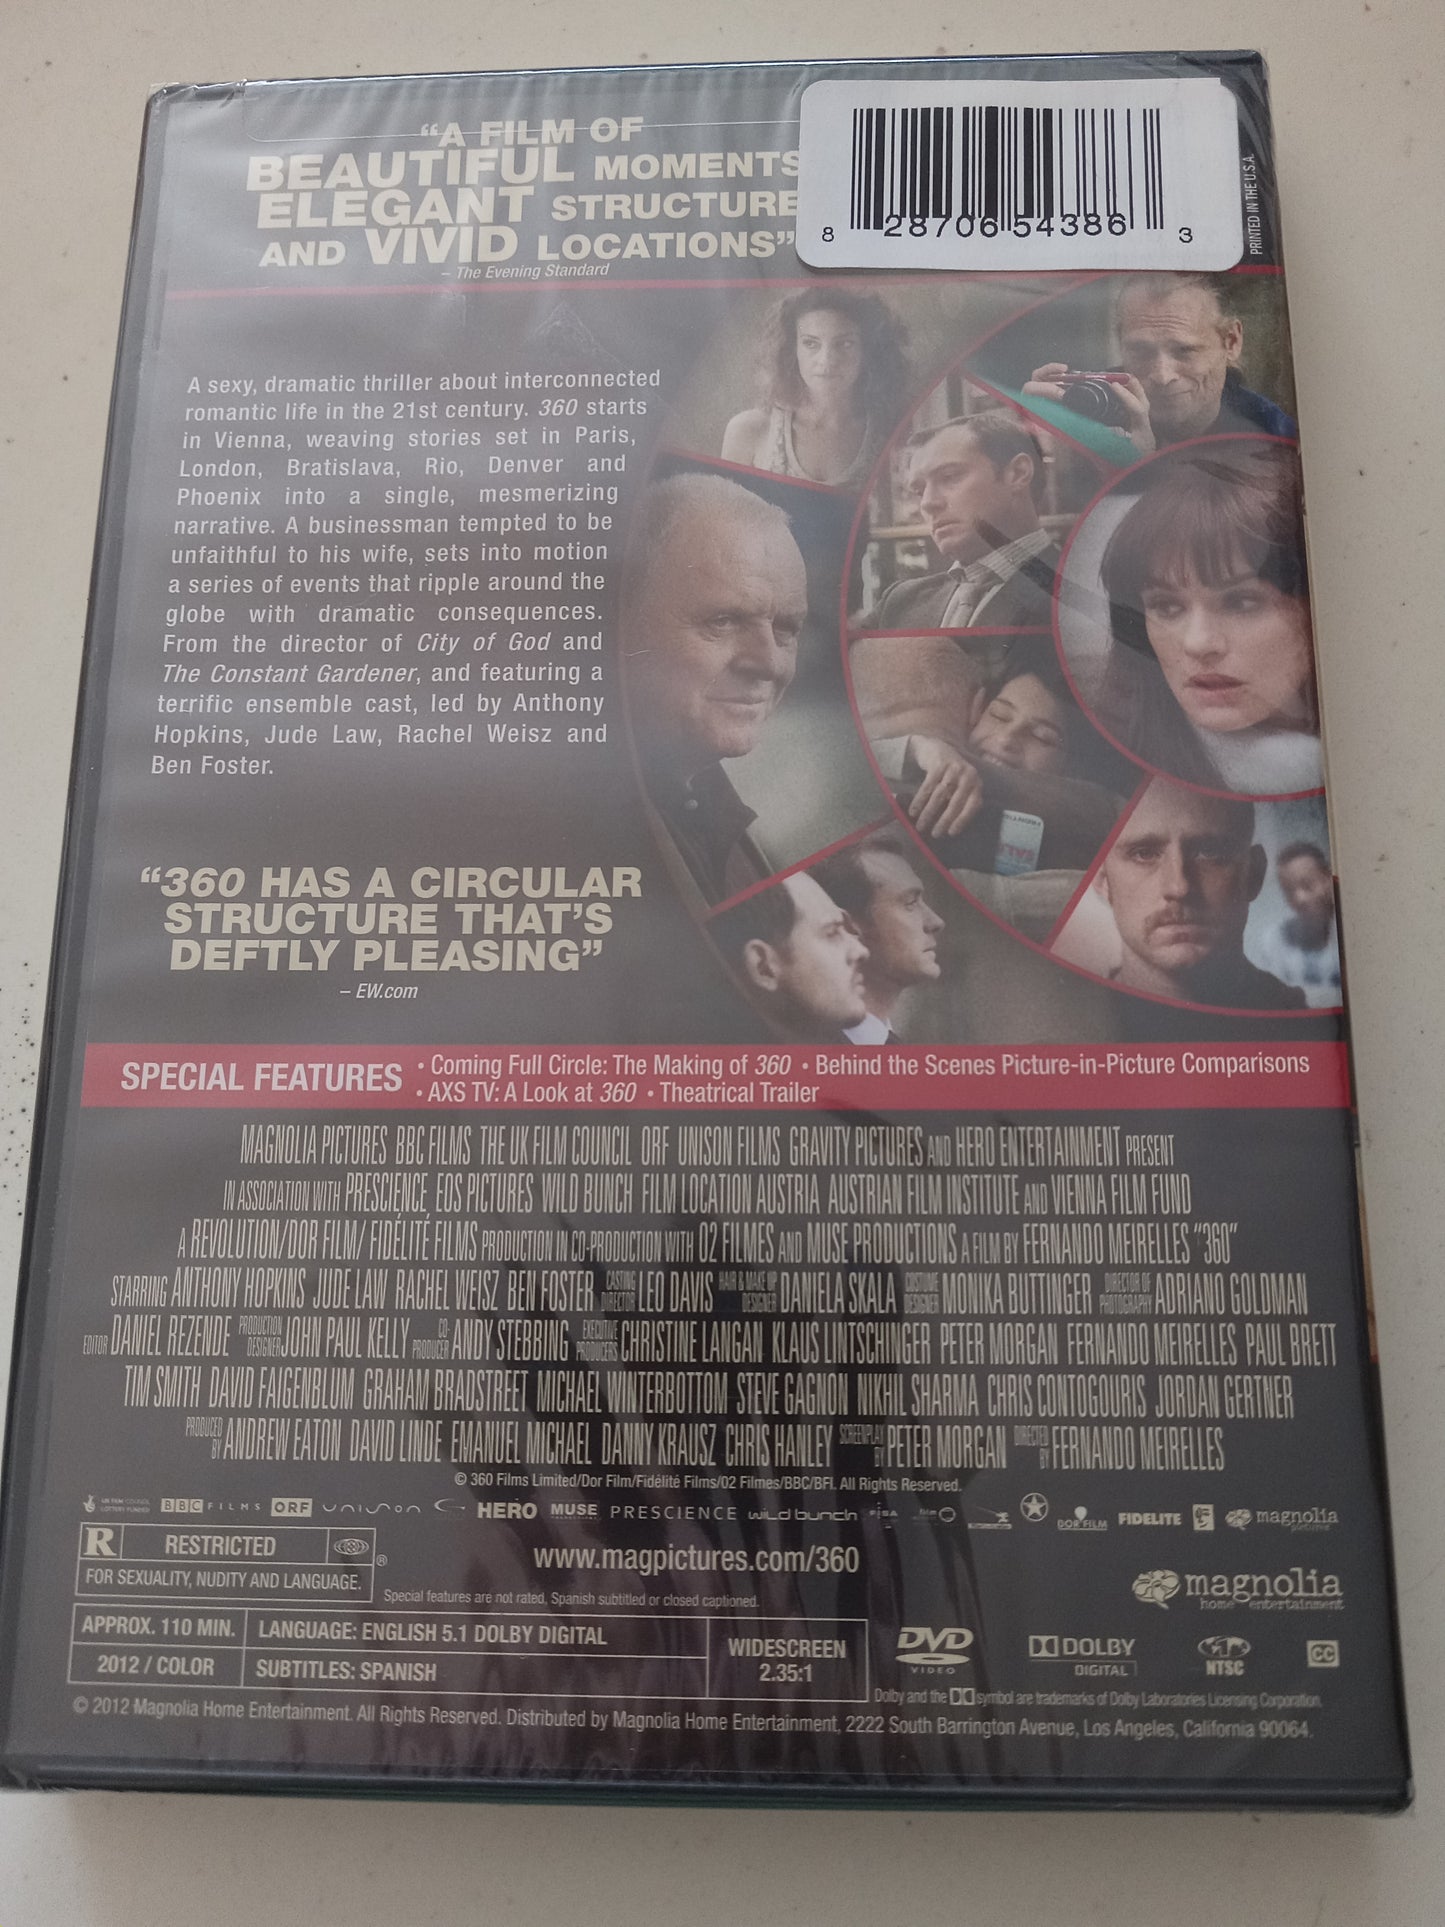 “A FILM OF
BEAUTIFUL MOMENTS
ELEGANT STRUCTURE
AND VIVID LOCATIONS”
– The Evening Standard
8 28706 54386 3
PRINTED IN THE U.S.A.
A sexy, dramatic thriller about interconnected
romantic life in the 21st century. 360 starts
in Vienna, weaving stories set in Paris,
London, Bratislava, Rio, Denver and
Phoenix into a single, mesmerizing
narrative. A businessman tempted to be
unfaithful to his wife, sets into motion
a series of events that ripple around the
globe with dramatic consequences.
From the director of City of God and
The Constant Gardener, and featuring a
terrific ensemble cast, led by Anthony
Hopkins, Jude Law, Rachel Weisz and
Ben Foster.
“360 HAS A CIRCULAR
STRUCTURE THAT’S
DEFTLY PLEASING”
– EW.com
SPECIAL FEATURES
• Coming Full Circle: The Making of 360 • Behind the Scenes Picture-in-Picture Comparisons
• AXS TV: A Look at 360 • Theatrical Trailer
MAGNOLIA PICTURES BBC FILMS THE UK FILM COUNCIL ORF UNISON FILMS GRAVITY PICTURES AND HERO ENTERTAINMENT PRESENT
IN ASSOCIATION WITH PRESCIENCE, EOS PICTURES WILD BUNCH FILM LOCATION AUSTRIA AUSTRIAN FILM INSTITUTE AND VIENNA FILM FUND
A REVOLUTION/DOR FILM/ FIDÉLITÉ FILMS PRODUCTION IN CO-PRODUCTION WITH O2 FILMES AND MUSE PRODUCTIONS A FILM BY FERNANDO MEIRELLES "360"
STARRING ANTHONY HOPKINS JUDE LAW RACHEL WEISZ BEN FOSTER CASTING DIRECTOR LEO DAVIS HAIR & MAKE UP DESIGNER DANIELA SKALA COSTUME DESIGNER MONIKA BUTTINGER DIRECTOR OF PHOTOGRAPHY ADRIANO GOLDMAN
EDITOR DANIEL REZENDE PRODUCTION DESIGNER JOHN PAUL KELLY CO-PRODUCER ANDY STEBBING EXECUTIVE PRODUCERS CHRISTINE LANGAN KLAUS LINTSCHINGER PETER MORGAN FERNANDO MEIRELLES PAUL BRETT
TIM SMITH DAVID FAIGENBLUM GRAHAM BRADSTREET MICHAEL WINTERBOTTOM STEVE GAGNON NIKHIL SHARMA CHRIS CONTOGOURIS JORDAN GERTNER
PRODUCED BY ANDREW EATON DAVID LINDE EMANUEL MICHAEL DANNY KRAUSZ CHRIS HANLEY SCREENPLAY BY PETER MORGAN DIRECTED BY FERNANDO MEIRELLES
© 360 Films Limited/Dor Film/Fidélité Films/02 Filmes/BBC/BFI. All Rights Reserved.
UK FILM COUNCIL LOTTERY FUNDED BBC FILMS ORF UNISON HERO MUSE PRESCIENCE wild bunch DOR FILM FIDELITE magnolia pictures
R RESTRICTED ®
FOR SEXUALITY, NUDITY AND LANGUAGE.
www.magpictures.com/360
Special features are not rated, Spanish subtitled or closed captioned.
magnolia
home entertainment
APPROX. 110 MIN.
LANGUAGE: ENGLISH 5.1 DOLBY DIGITAL
2012 / COLOR
SUBTITLES: SPANISH
WIDESCREEN
2.35:1
DVD
VIDEO
DOLBY
DIGITAL
NTSC
CC
Dolby and the symbol are trademarks of Dolby Laboratories Licensing Corporation.
© 2012 Magnolia Home Entertainment. All Rights Reserved. Distributed by Magnolia Home Entertainment, 2222 South Barrington Avenue, Los Angeles, California 90064.